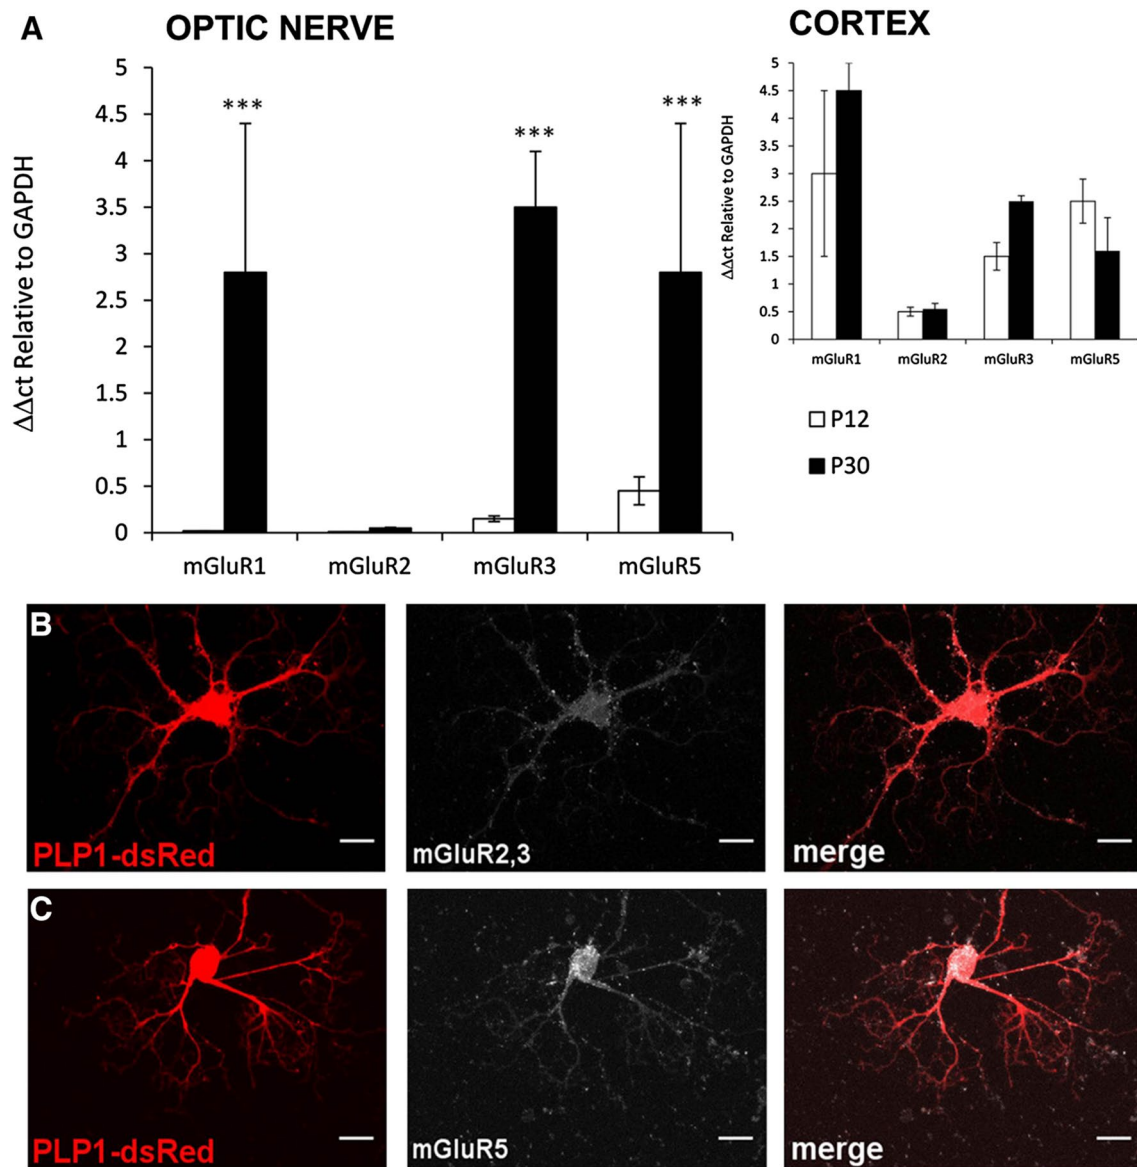 A
OPTIC NERVE
ΔΔct Relative to GAPDH
5
4.5
4
3.5
3
2.5
2
1.5
1
0.5
0
***
***
***
mGluR1 mGluR2 mGluR3 mGluR5
CORTEX
ΔΔct Relative to GAPDH
5
4.5
4
3.5
3
2.5
2
1.5
1
0.5
0
mGluR1 mGluR2 mGluR3 mGluR5
P12
P30
B
PLP1-dsRed mGluR2,3 merge
C
PLP1-dsRed mGluR5 merge